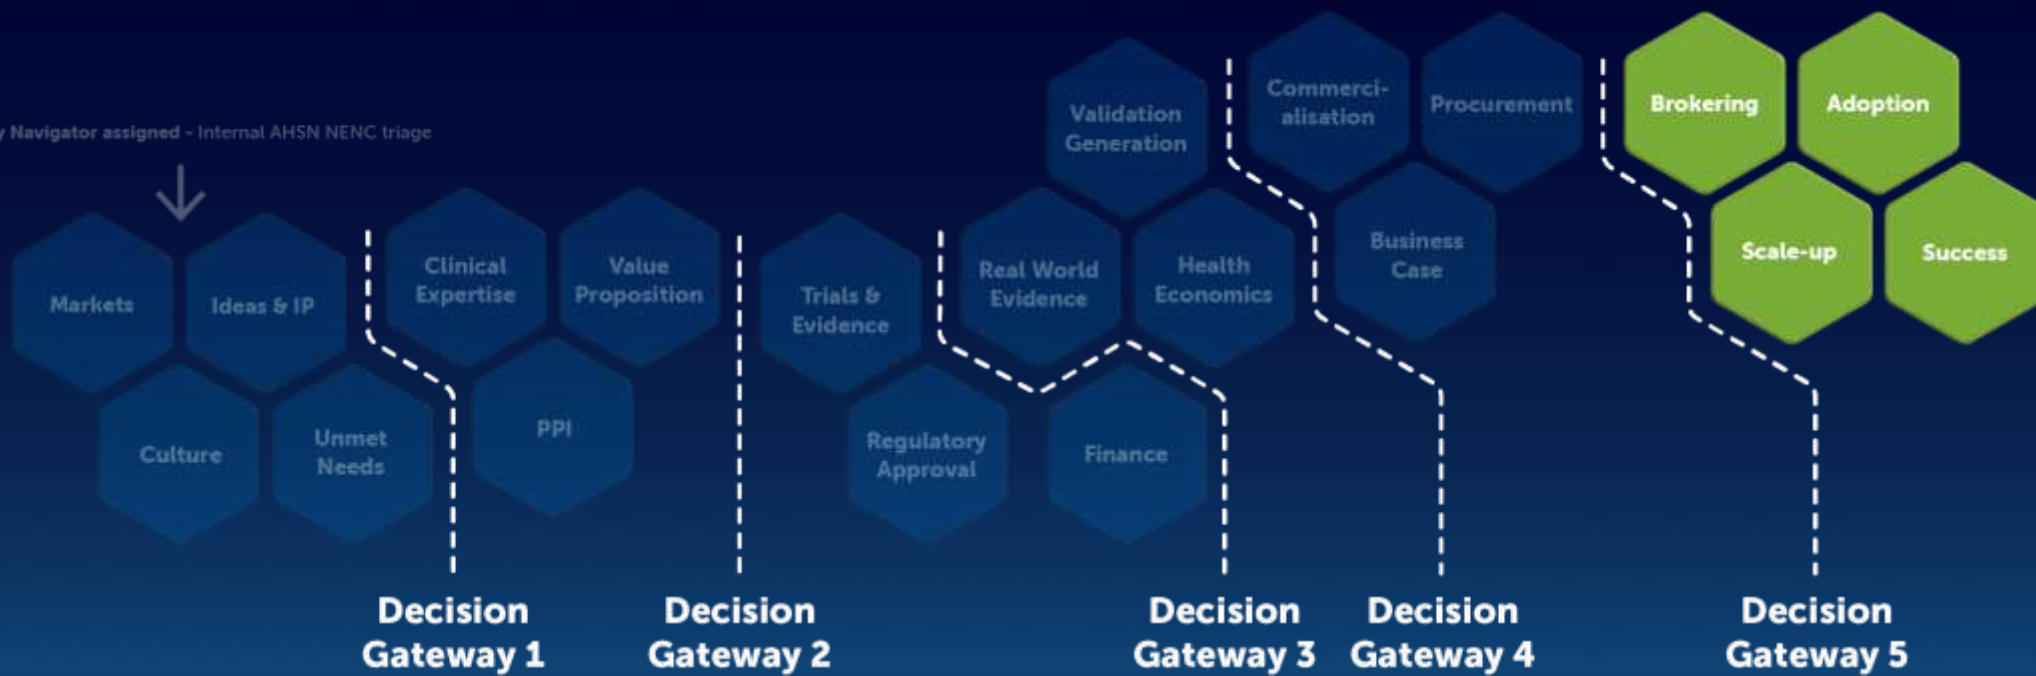 Navigator assigned - Internal AHSN NENC triage
Markets
Ideas & IP
Culture
Unmet
Needs
Clinical
Expertise
Value
Proposition
PPI
Trials &
Evidence
Regulatory
Approval
Finance
Real World
Evidence
Validation
Generation
Health
Economics
Commerci-
alisation
Procurement
Business
Case
Brokering
Adoption
Scale-up
Success
Decision
Gateway 1
Decision
Gateway 2
Decision
Gateway 3
Decision
Gateway 4
Decision
Gateway 5